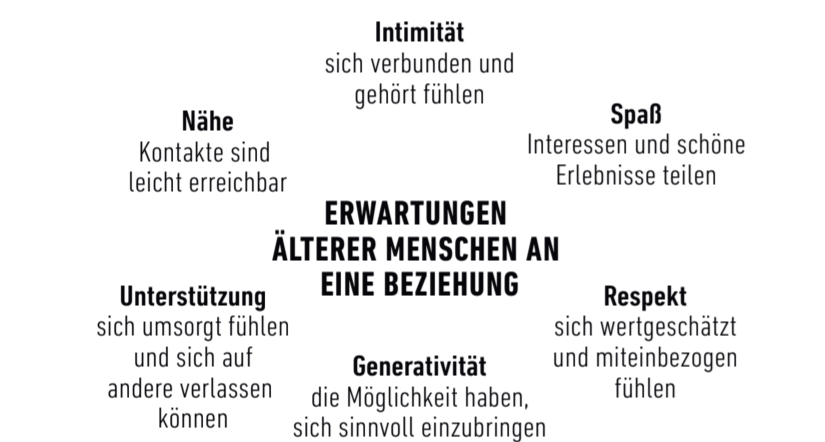 Intimität
sich verbunden und
gehört fühlen
Spaß
Interessen und schöne
Erlebnisse teilen
Nähe
Kontakte sind
leicht erreichbar
ERWARTUNGEN
ÄLTERER MENSCHEN AN
EINE BEZIEHUNG
Unterstützung
sich umsorgt fühlen
und sich auf
andere verlassen
können
Generativität
die Möglichkeit haben,
sich sinnvoll einzubringen
Respekt
sich wertgeschätzt
und miteinbezogen
fühlen